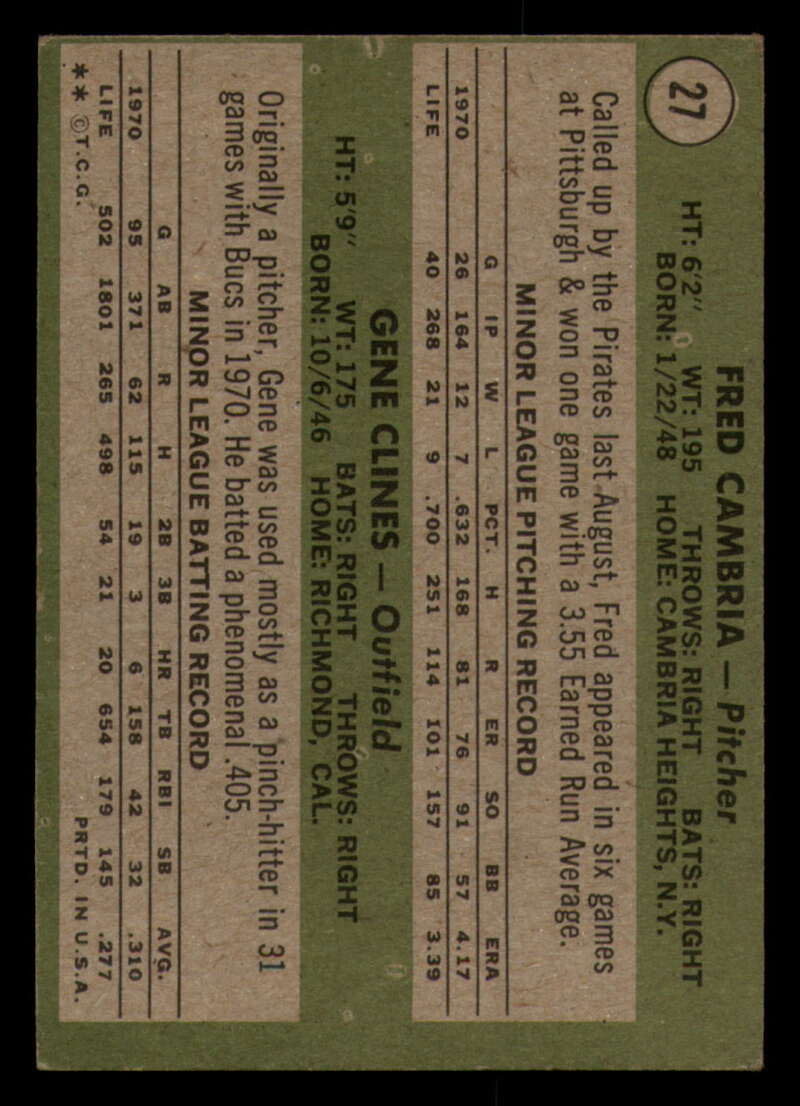 27
FRED CAMBRIA — Pitcher
HT: 6'2" WT: 195 THROWS: RIGHT BATS: RIGHT
BORN: 1/22/48 HOME: CAMBRIA HEIGHTS, N.Y.
Called up by the Pirates last August, Fred appeared in six games
at Pittsburgh & won one game with a 3.55 Earned Run Average.
MINOR LEAGUE PITCHING RECORD
G IP W L PCT. H R ER SO BB ERA
1970 26 164 12 7 .632 168 81 76 91 57 4.17
LIFE 40 268 21 9 .700 251 114 101 157 85 3.39
GENE CLINES — Outfield
HT: 5'9" WT: 175 BATS: RIGHT THROWS: RIGHT
BORN: 10/6/46 HOME: RICHMOND, CAL.
Originally a pitcher, Gene was used mostly as a pinch-hitter in 31
games with Bucs in 1970. He batted a phenomenal .405.
MINOR LEAGUE BATTING RECORD
G AB R H 2B 3B HR TB RBI SB AVG.
1970 95 371 62 115 19 3 6 158 42 32 .310
LIFE 502 1801 265 498 54 21 20 654 179 145 .277
** ©T.C.G. PRTD. IN U.S.A.